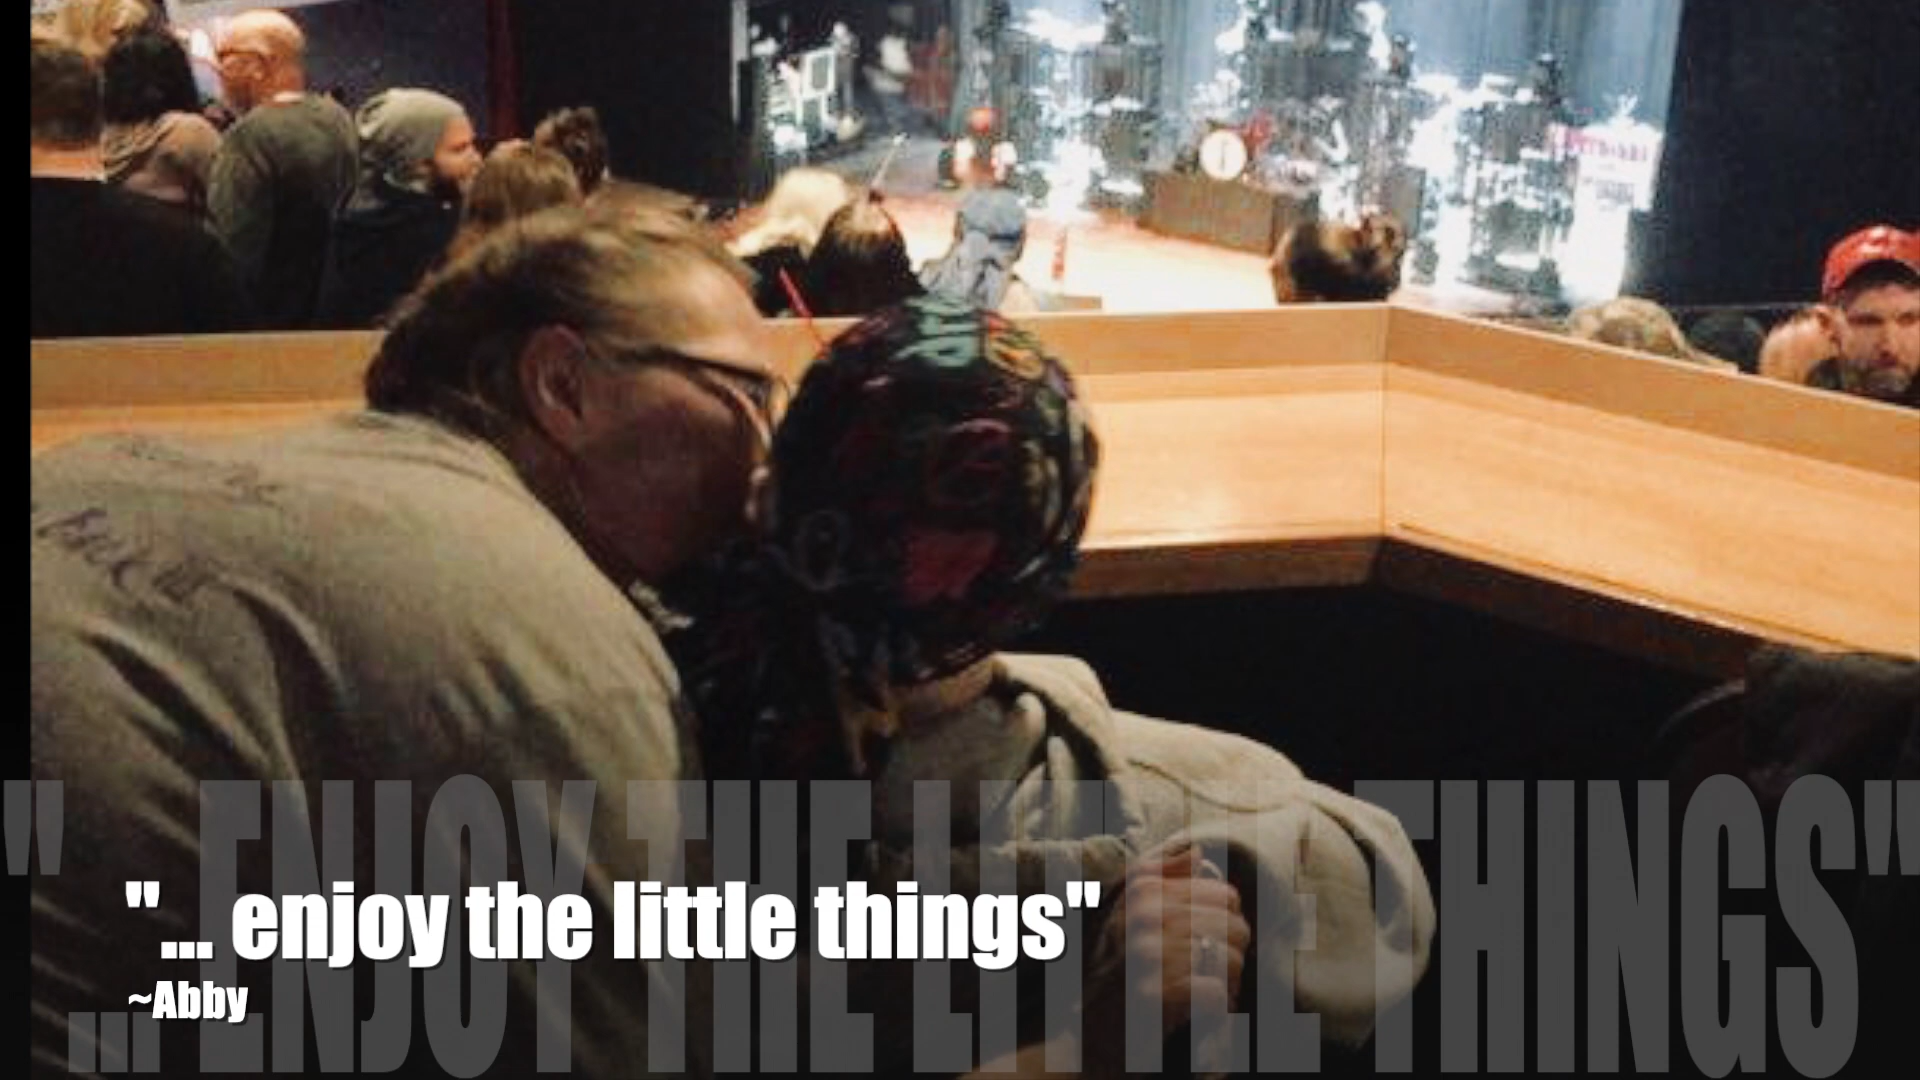 "... enjoy the little things"
~Abby
"... ENJOY THE LITTLE THINGS"